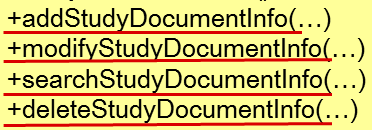 +addStudyDocumentInfo(…)
+modifyStudyDocumentInfo(…)
+searchStudyDocumentInfo(…)
+deleteStudyDocumentInfo(…)